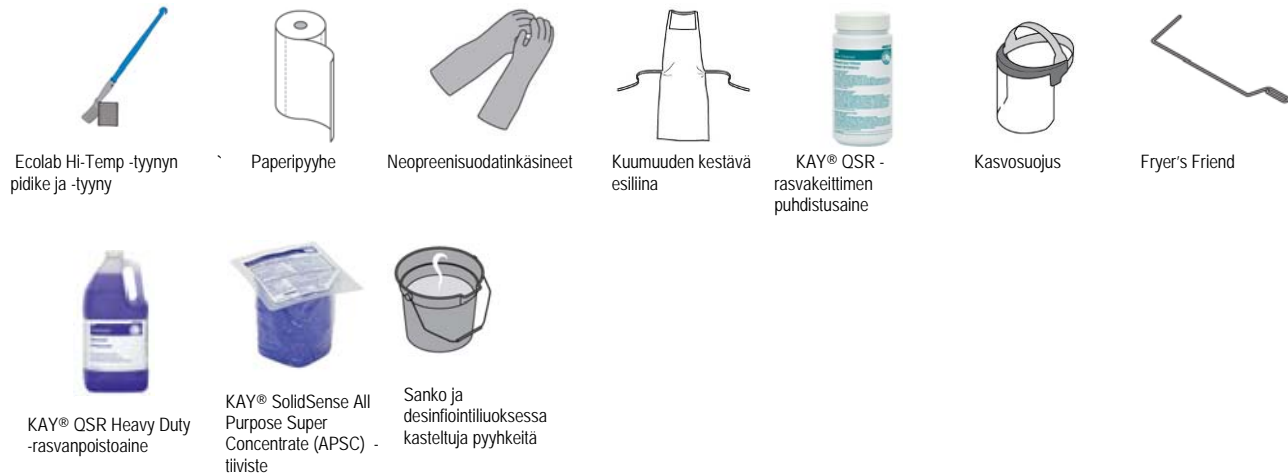 Ecolab Hi-Temp -tyynyn
pidike ja -tyyny
`
Paperipyyhe
Neopreenisuodatinkäsineet
Kuumuuden kestävä
esiliina
KAY® QSR -
rasvakeittimen
puhdistusaine
Kasvosuojus
Fryer's Friend
KAY® QSR Heavy Duty
-rasvanpoistoaine
KAY® SolidSense All
Purpose Super
Concentrate (APSC) -
tiiviste
Sanko ja
desinfiointiliuoksessa
kasteltuja pyyhkeitä